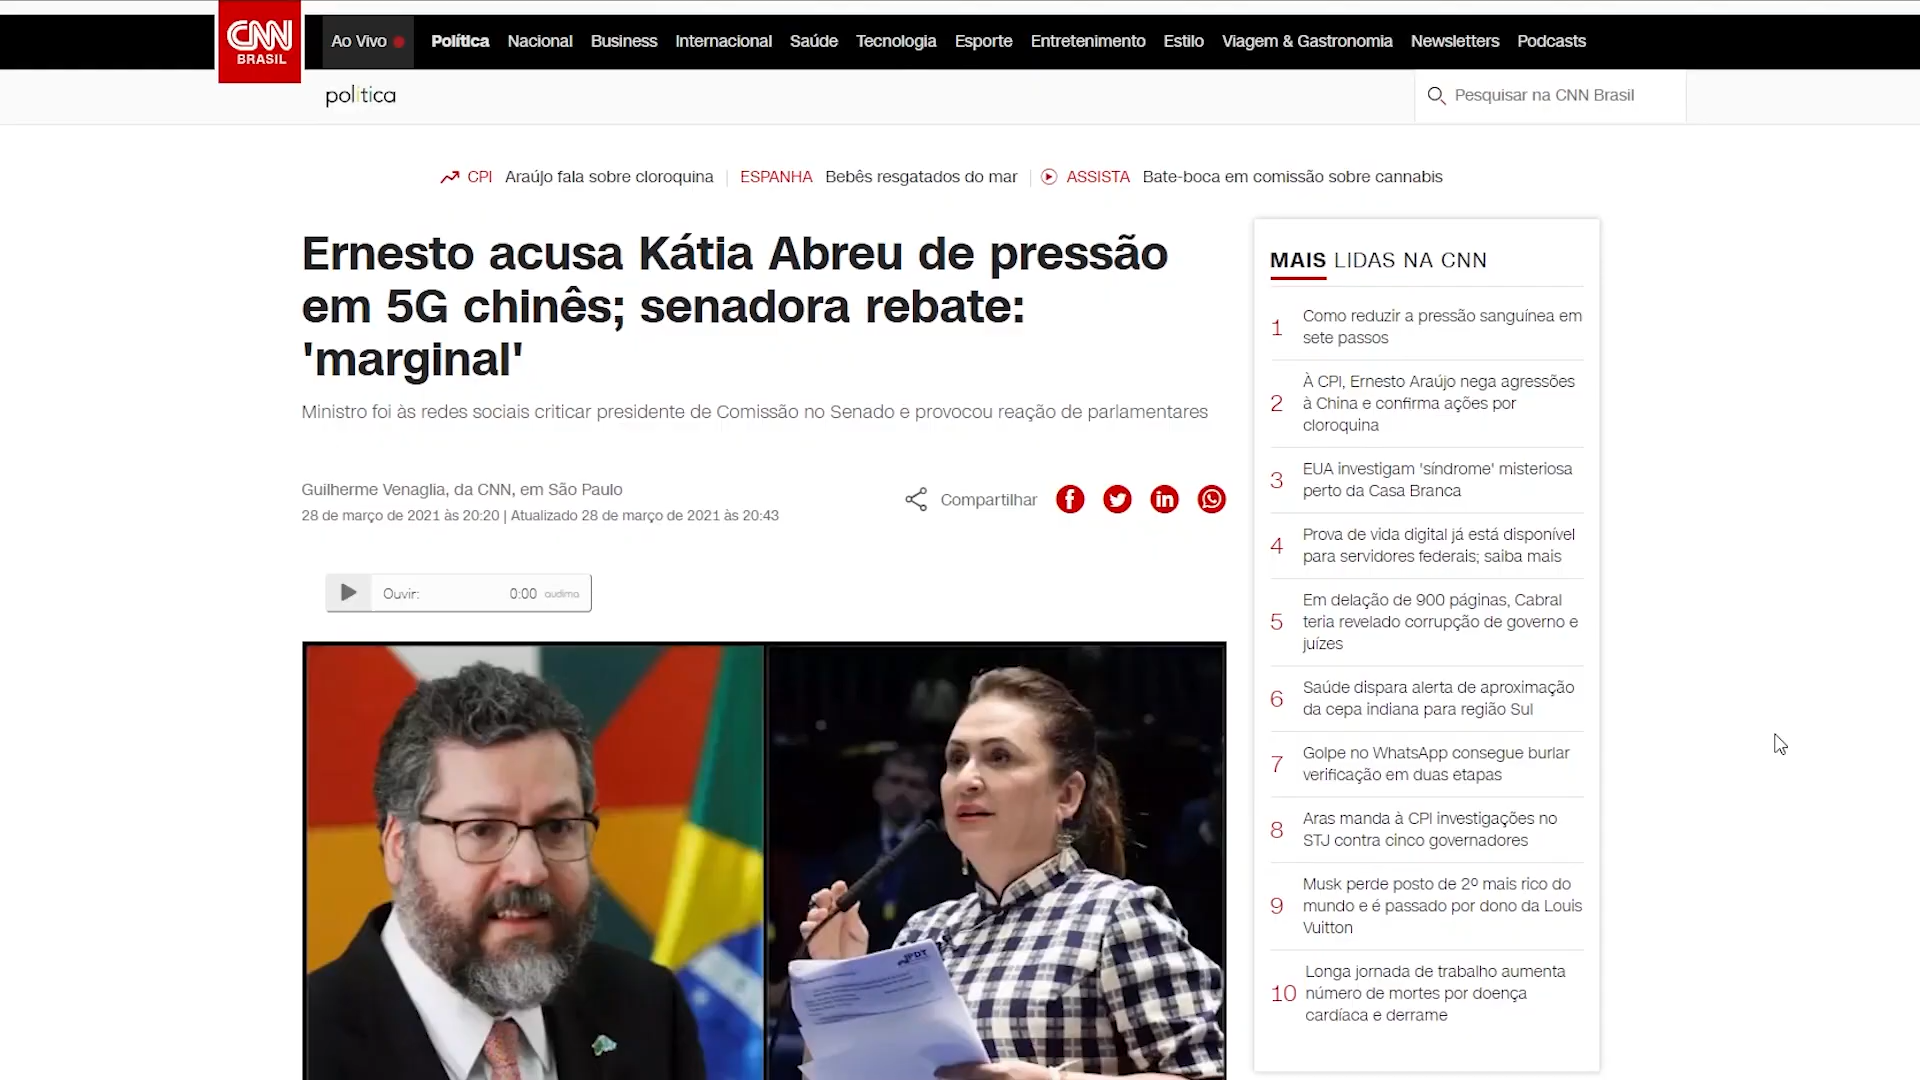 CNN
BRASIL
Ao Vivo
Política Nacional Business Internacional Saúde Tecnologia Esporte Entretenimento Estilo Viagem & Gastronomia Newsletters Podcasts
política
Pesquisar na CNN Brasil
CPI Araújo fala sobre cloroquina
ESPANHA Bebês resgatados do mar
ASSISTA Bate-boca em comissão sobre cannabis
Ernesto acusa Kátia Abreu de pressão
em 5G chinês; senadora rebate:
'marginal'
Ministro foi às redes sociais criticar presidente de Comissão no Senado e provocou reação de parlamentares
Guilherme Venaglia, da CNN, em São Paulo
28 de março de 2021 às 20:20 | Atualizado 28 de março de 2021 às 20:43
Compartilhar
Ouvir: 0:00 audima
PDT
MAIS LIDAS NA CNN
1 Como reduzir a pressão sanguínea em
sete passos
2 À CPI, Ernesto Araújo nega agressões
à China e confirma ações por
cloroquina
3 EUA investigam 'síndrome' misteriosa
perto da Casa Branca
4 Prova de vida digital já está disponível
para servidores federais; saiba mais
5 Em delação de 900 páginas, Cabral
teria revelado corrupção de governo e
juízes
6 Saúde dispara alerta de aproximação
da cepa indiana para região Sul
7 Golpe no WhatsApp consegue burlar
verificação em duas etapas
8 Aras manda à CPI investigações no
STJ contra cinco governadores
9 Musk perde posto de 2º mais rico do
mundo e é passado por dono da Louis
Vuitton
10 Longa jornada de trabalho aumenta
número de mortes por doença
cardíaca e derrame